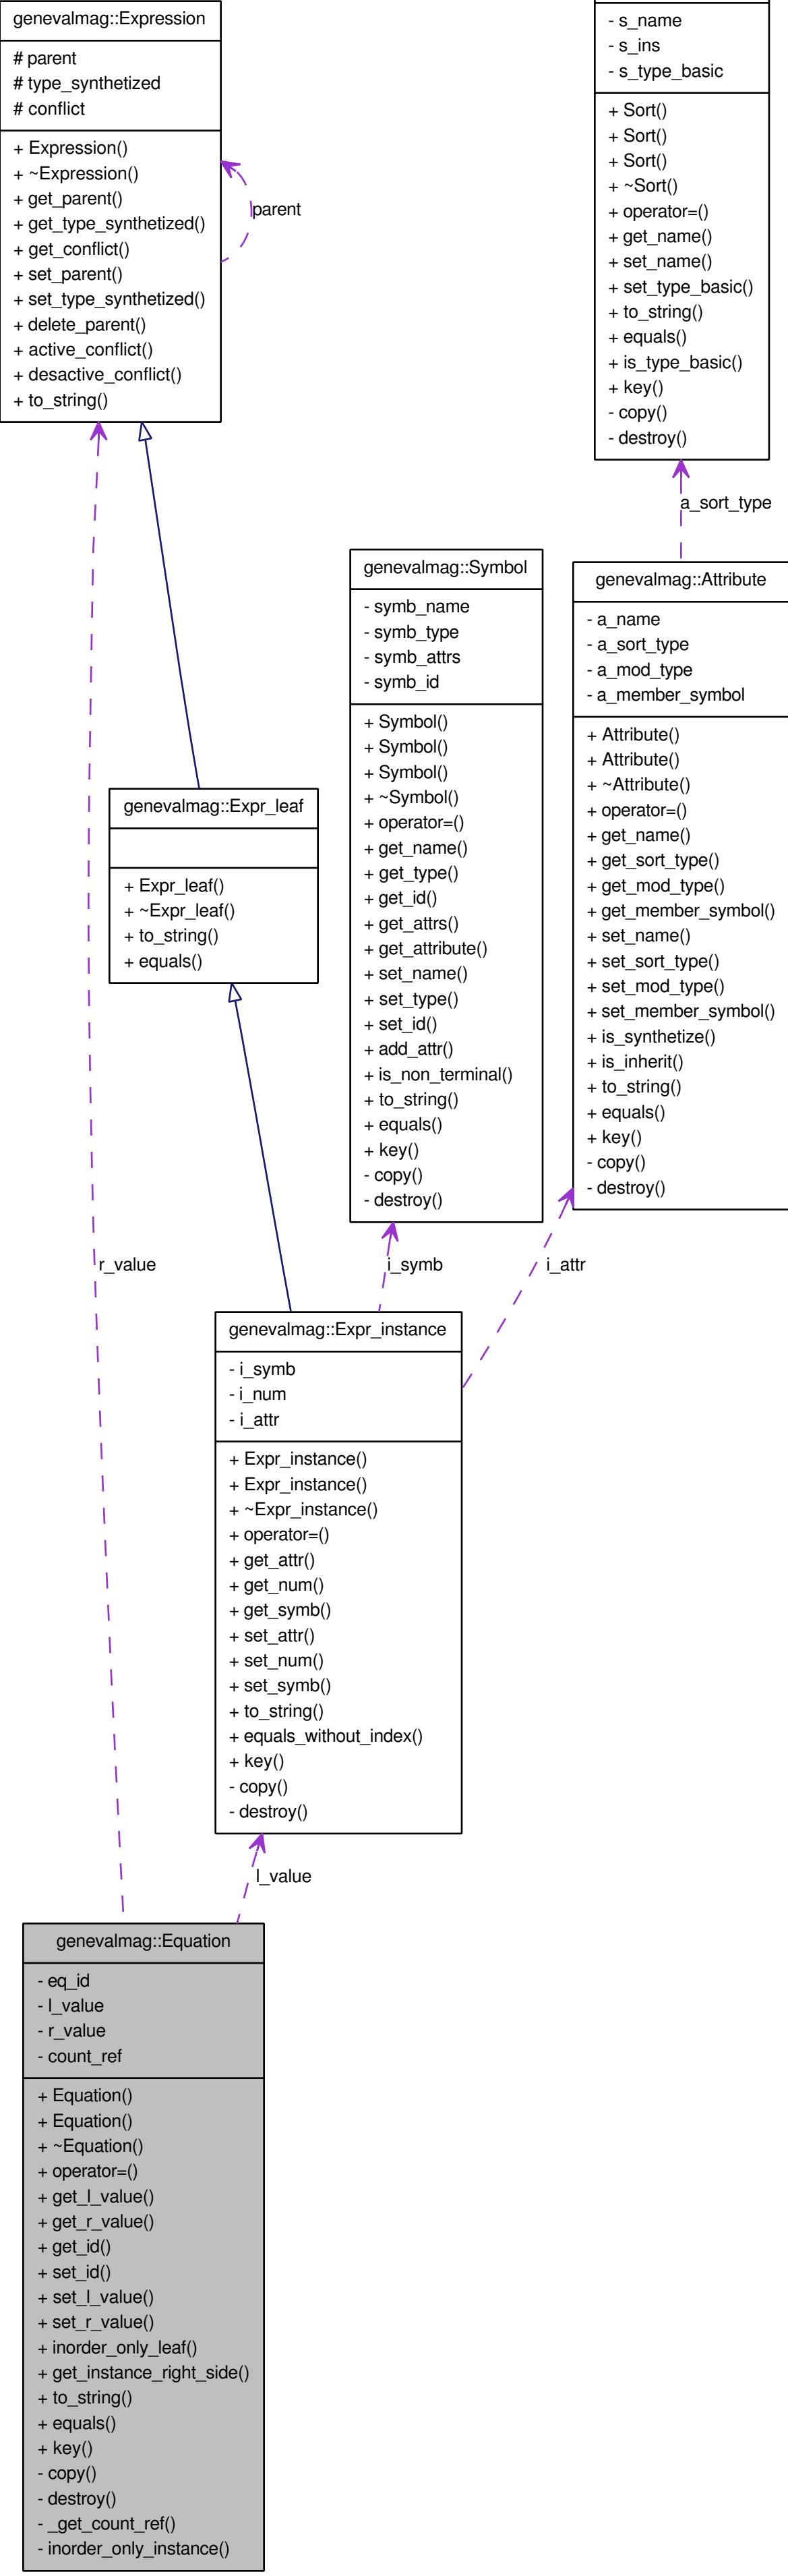 genevalmag::Expression
# parent
# type_synthetized
# conflict
+ Expression()
+ ~Expression()
+ get_parent()
+ get_type_synthetized()
+ get_conflict()
+ set_parent()
+ set_type_synthetized()
+ delete_parent()
+ active_conflict()
+ desactive_conflict()
+ to_string()
parent
- s_name
- s_ins
- s_type_basic
+ Sort()
+ Sort()
+ Sort()
+ ~Sort()
+ operator=()
+ get_name()
+ set_name()
+ set_type_basic()
+ to_string()
+ equals()
+ is_type_basic()
+ key()
- copy()
- destroy()
a_sort_type
genevalmag::Symbol
- symb_name
- symb_type
- symb_attrs
- symb_id
+ Symbol()
+ Symbol()
+ Symbol()
+ ~Symbol()
+ operator=()
+ get_name()
+ get_type()
+ get_id()
+ get_attrs()
+ get_attribute()
+ set_name()
+ set_type()
+ set_id()
+ add_attr()
+ is_non_terminal()
+ to_string()
+ equals()
+ key()
- copy()
- destroy()
genevalmag::Attribute
- a_name
- a_sort_type
- a_mod_type
- a_member_symbol
+ Attribute()
+ Attribute()
+ ~Attribute()
+ operator=()
+ get_name()
+ get_sort_type()
+ get_mod_type()
+ get_member_symbol()
+ set_name()
+ set_sort_type()
+ set_mod_type()
+ set_member_symbol()
+ is_synthetize()
+ is_inherit()
+ to_string()
+ equals()
+ key()
- copy()
- destroy()
genevalmag::Expr_leaf
+ Expr_leaf()
+ ~Expr_leaf()
+ to_string()
+ equals()
r_value
i_symb
i_attr
genevalmag::Expr_instance
- i_symb
- i_num
- i_attr
+ Expr_instance()
+ Expr_instance()
+ ~Expr_instance()
+ operator=()
+ get_attr()
+ get_num()
+ get_symb()
+ set_attr()
+ set_num()
+ set_symb()
+ to_string()
+ equals_without_index()
+ key()
- copy()
- destroy()
l_value
genevalmag::Equation
- eq_id
- l_value
- r_value
- count_ref
+ Equation()
+ Equation()
+ ~Equation()
+ operator=()
+ get_l_value()
+ get_r_value()
+ get_id()
+ set_id()
+ set_l_value()
+ set_r_value()
+ inorder_only_leaf()
+ get_instance_right_side()
+ to_string()
+ equals()
+ key()
- copy()
- destroy()
- _get_count_ref()
- inorder_only_instance()